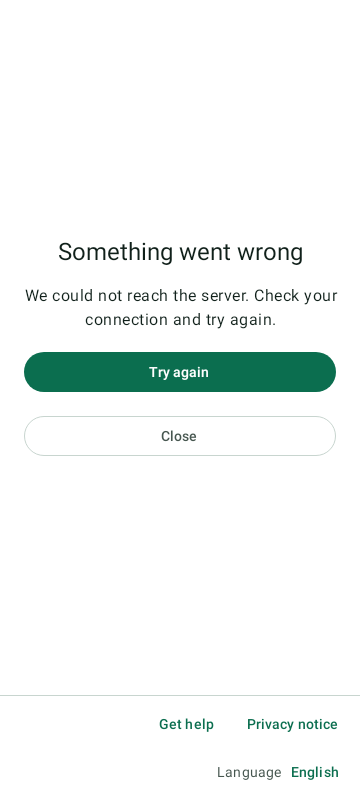 Something went wrong
We could not reach the server. Check your
connection and try again.
Try again
Close
Get help
Privacy notice
Language English